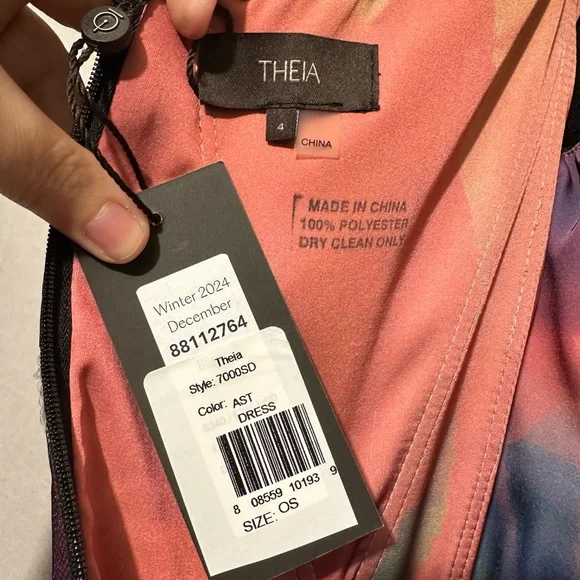 THEIA
4
CHINA
MADE IN CHINA
100% POLYESTER
DRY CLEAN ONLY
Winter 2024
December
88112764
Theia
Style: 7000SD
Color: AST
DRESS
8 08559 10193 9
SIZE: OS